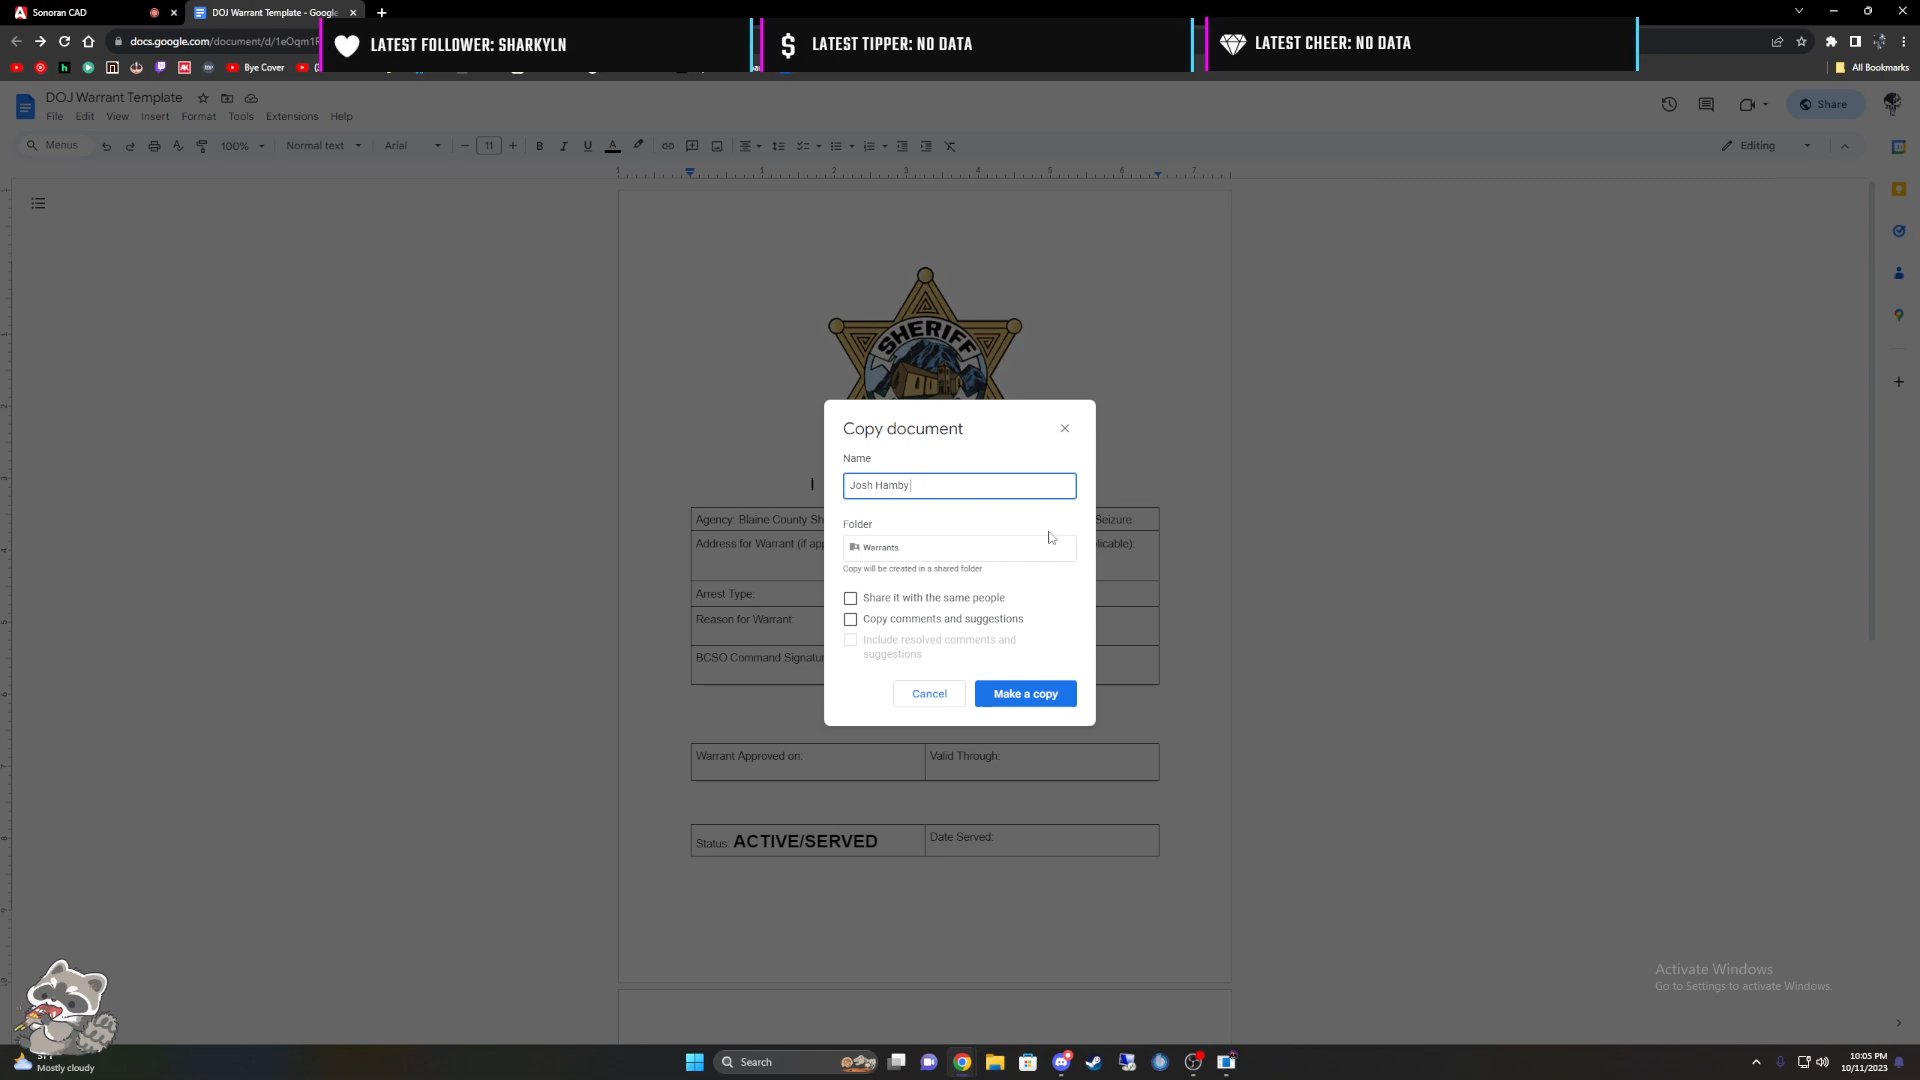 Sonoran CAD
DOJ Warrant Template - Google
LATEST FOLLOWER: SHARKYLN
LATEST TIPPER: NO DATA
LATEST CHEER: NO DATA
docs.google.com/document/d/1eOqm1
Bye Cover
All Bookmarks
DOJ Warrant Template
Share
File Edit View Insert Format Tools Extensions Help
Menus
100%
Normal text
Arial
11
Editing
SHERIFF
Copy document
Name
Josh Hamby
Folder
Warrants
Copy will be created in a shared folder.
Share it with the same people
Copy comments and suggestions
Include resolved comments and
suggestions
Cancel
Make a copy
Agency: Blaine County Sh
Seizure
Address for Warrant (if app
licable):
Arrest Type:
Reason for Warrant:
BCSO Command Signatur
Warrant Approved on:
Valid Through:
Status: ACTIVE/SERVED
Date Served:
Activate Windows
Go to Settings to activate Windows.
Mostly cloudy
Search
10:05 PM
10/11/2023